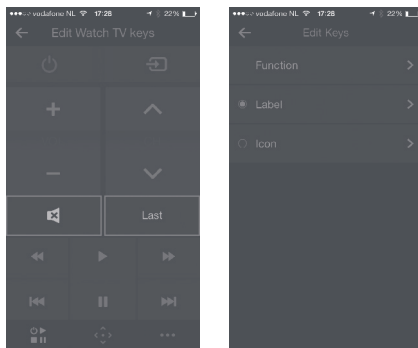 vodafone NL 17:28 22%
Edit Watch TV keys
Last
vodafone NL 17:28 22%
Edit Keys
Function
Label
Icon